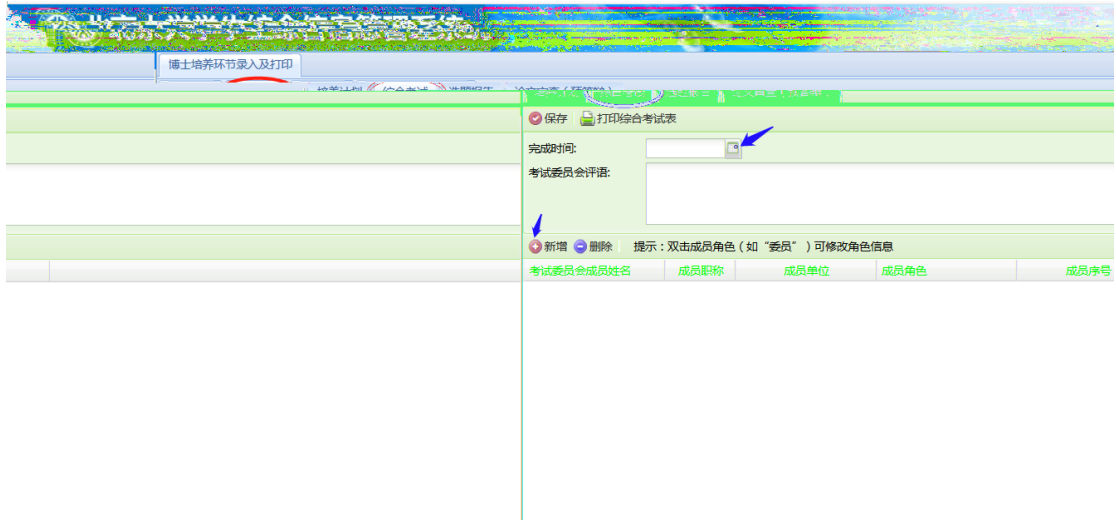 博士培养环节录入及打印
保存 打印综合考试表
完成时间:
考试委员会评语:
新增 删除 提示：双击成员角色（如“委员”）可修改角色信息
考试委员会成员姓名 成员职称 成员单位 成员角色 成员序号